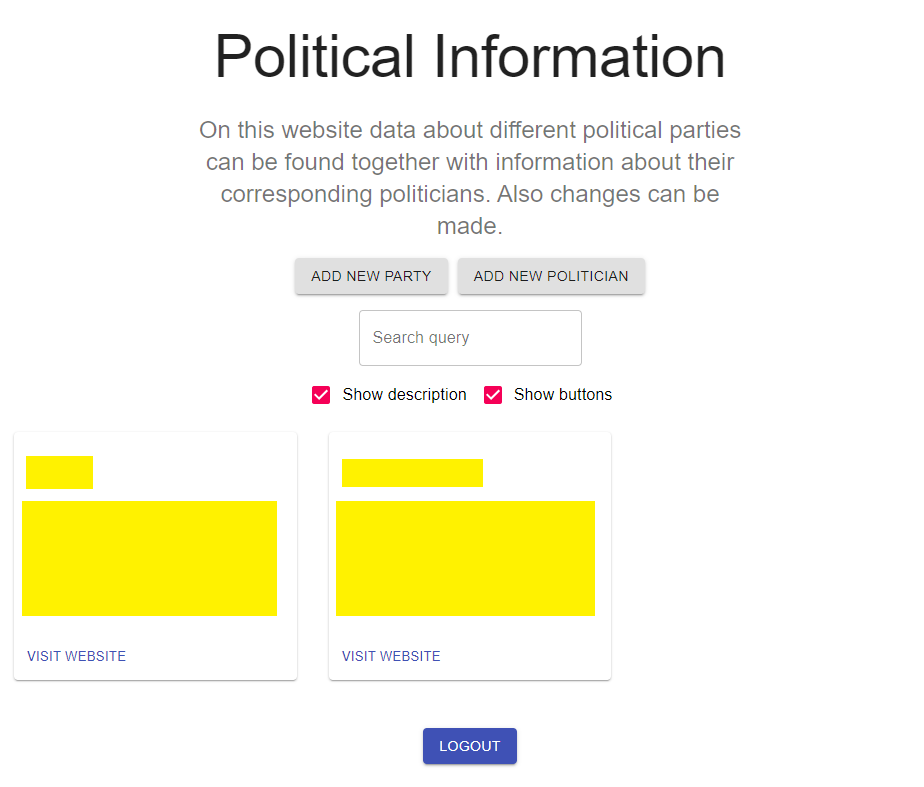 Political Information
On this website data about different political parties
can be found together with information about their
corresponding politicians. Also changes can be
made.
ADD NEW PARTY ADD NEW POLITICIAN
Search query
Show description Show buttons
VISIT WEBSITE VISIT WEBSITE
LOGOUT